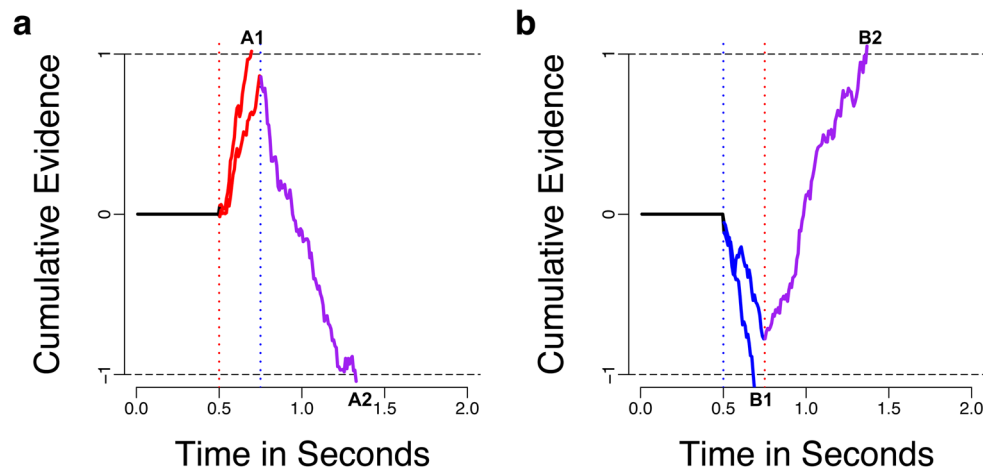 a
A1
Cumulative Evidence
1
0
−1
A2
0.0 0.5 1.0 1.5 2.0
Time in Seconds
b
B2
Cumulative Evidence
1
0
−1
B1
0.0 0.5 1.0 1.5 2.0
Time in Seconds